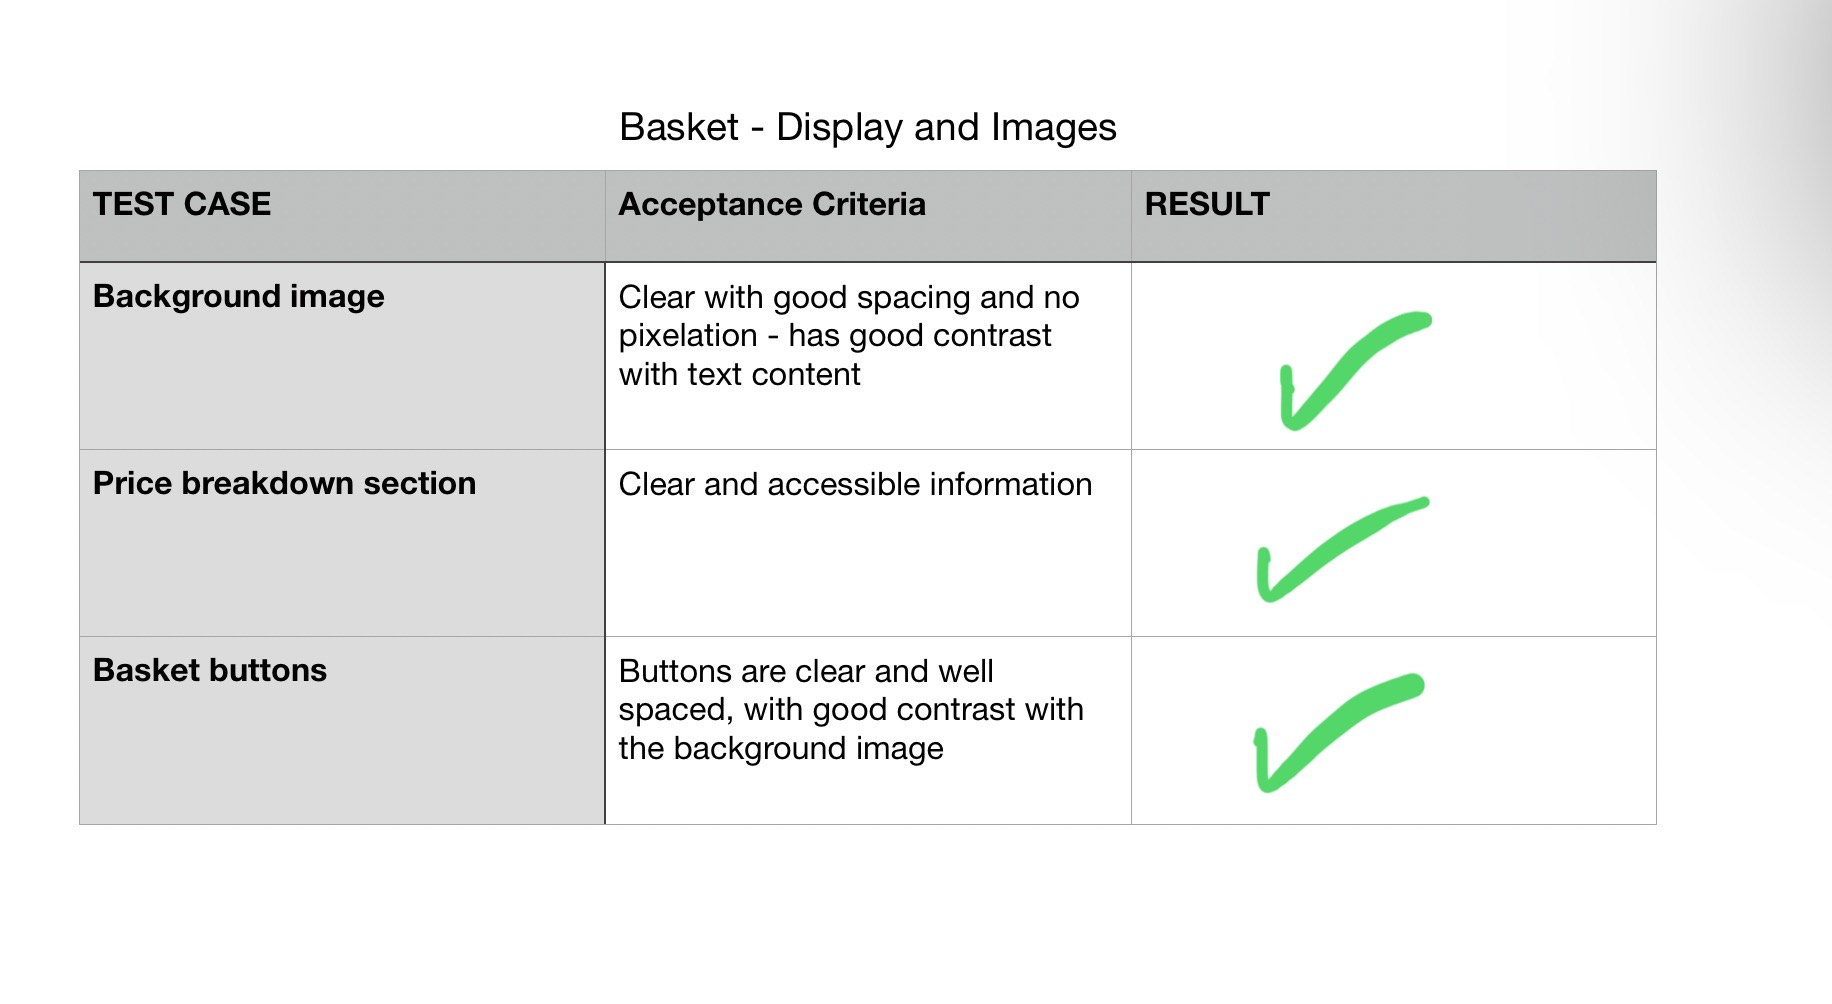 Basket - Display and Images
TEST CASE
Acceptance Criteria
RESULT
Background image
Clear with good spacing and no
pixelation - has good contrast
with text content
Price breakdown section
Clear and accessible information
Basket buttons
Buttons are clear and well
spaced, with good contrast with
the background image